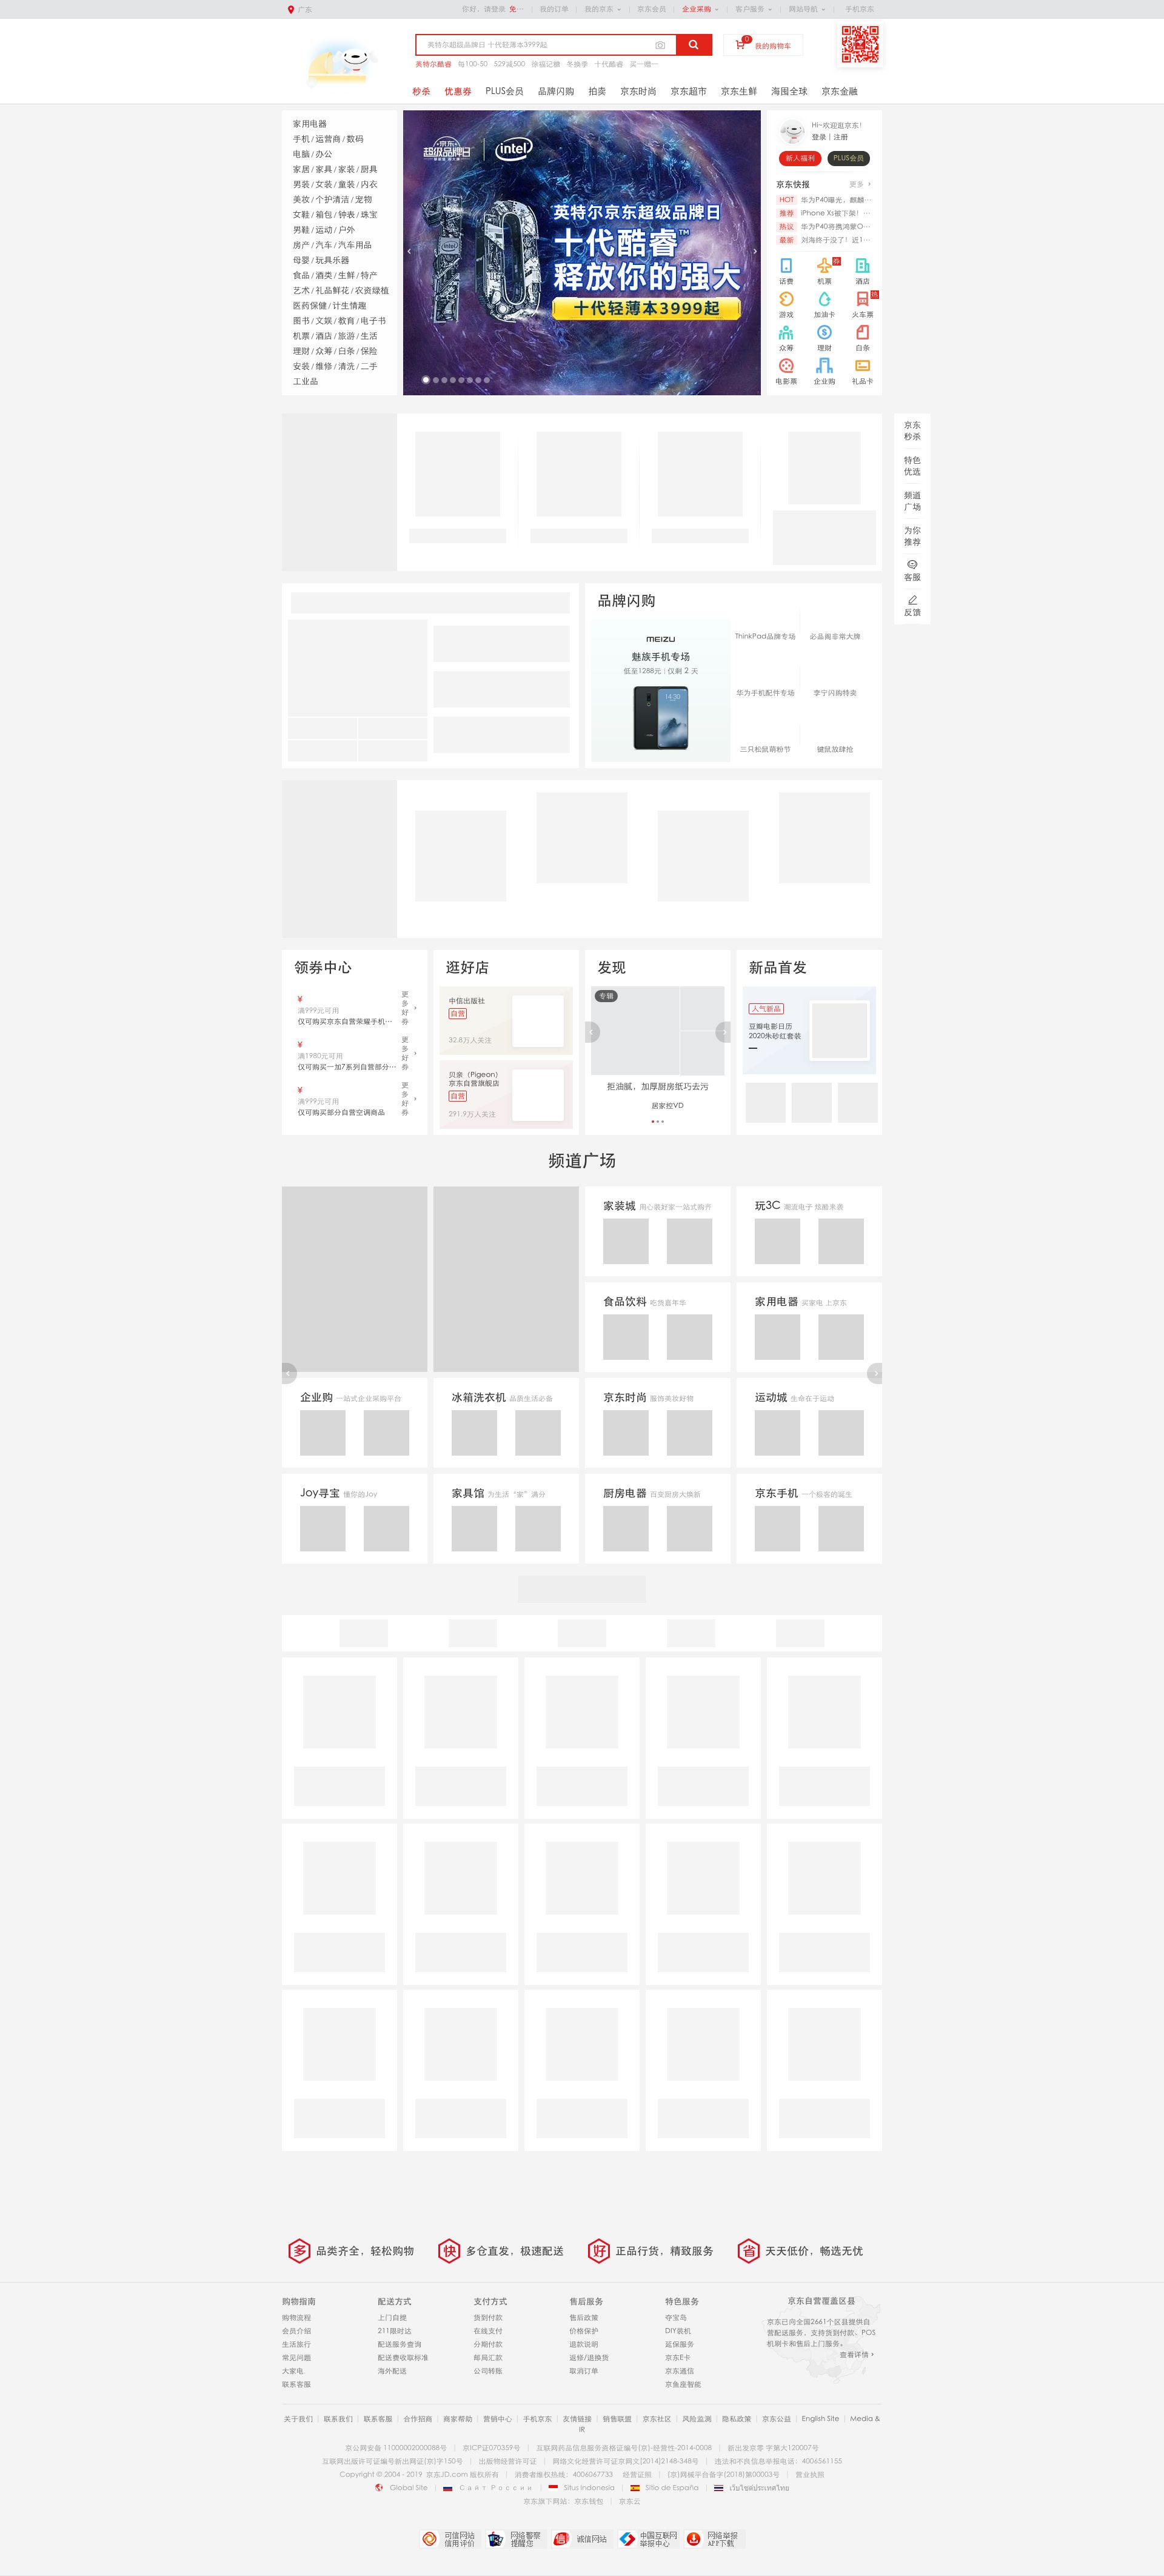 广东
你好，请登录 免…
我的订单
我的京东
京东会员
企业采购
客户服务
网站导航
手机京东
英特尔超级品牌日 十代轻薄本3999起
0 我的购物车
英特尔酷睿 每100-50 529减500 徐福记糖 冬换季 十代酷睿 买一赠一
秒杀 优惠券 PLUS会员 品牌闪购 拍卖 京东时尚 京东超市 京东生鲜 海囤全球 京东金融
家用电器
手机 / 运营商 / 数码
电脑 / 办公
家居 / 家具 / 家装 / 厨具
男装 / 女装 / 童装 / 内衣
美妆 / 个护清洁 / 宠物
女鞋 / 箱包 / 钟表 / 珠宝
男鞋 / 运动 / 户外
房产 / 汽车 / 汽车用品
母婴 / 玩具乐器
食品 / 酒类 / 生鲜 / 特产
艺术 / 礼品鲜花 / 农资绿植
医药保健 / 计生情趣
图书 / 文娱 / 教育 / 电子书
机票 / 酒店 / 旅游 / 生活
理财 / 众筹 / 白条 / 保险
安装 / 维修 / 清洗 / 二手
工业品
京东
超级品牌日
intel
英特尔京东超级品牌日
十代酷睿
释放你的强大
十代轻薄本3999起
Hi~欢迎逛京东!
登录 | 注册
新人福利 PLUS会员
京东快报 更多
HOT 华为P40曝光，麒麟…
推荐 iPhone Xs被下架! …
热议 华为P40将携鸿蒙O…
最新 刘海终于没了! 近1…
话费 机票 酒店
游戏 加油卡 火车票
众筹 理财 白条
电影票 企业购 礼品卡
京东
秒杀
特色
优选
频道
广场
为你
推荐
客服
反馈
品牌闪购
MEIZU
魅族手机专场
低至1288元 | 仅剩 2 天
ThinkPad品牌专场
必品阁非常大牌
华为手机配件专场
李宁闪购特卖
三只松鼠萌粉节
键鼠放肆抢
领券中心
¥
满999元可用
仅可购买京东自营荣耀手机…
更多好券
¥
满1980元可用
仅可购买一加7系列自营部分…
更多好券
¥
满999元可用
仅可购买部分自营空调商品
更多好券
逛好店
中信出版社
自营
32.8万人关注
贝亲（Pigeon）
京东自营旗舰店
自营
291.9万人关注
发现
专辑
拒油腻，加厚厨房纸巧去污
居家控VD
新品首发
人气新品
豆瓣电影日历
2020朱砂红套装
频道广场
家装城 用心装好家一站式购齐
玩3C 潮流电子 炫酷来袭
食品饮料 吃货嘉年华
家用电器 买家电 上京东
企业购 一站式企业采购平台
冰箱洗衣机 品质生活必备
京东时尚 服饰美妆好物
运动城 生命在于运动
Joy寻宝 懂你的Joy
家具馆 为生活“家”满分
厨房电器 百变厨房大焕新
京东手机 一个极客的诞生
多 品类齐全，轻松购物
快 多仓直发，极速配送
好 正品行货，精致服务
省 天天低价，畅选无忧
购物指南
购物流程
会员介绍
生活旅行
常见问题
大家电
联系客服
配送方式
上门自提
211限时达
配送服务查询
配送费收取标准
海外配送
支付方式
货到付款
在线支付
分期付款
邮局汇款
公司转账
售后服务
售后政策
价格保护
退款说明
返修/退换货
取消订单
特色服务
夺宝岛
DIY装机
延保服务
京东E卡
京东通信
京鱼座智能
京东自营覆盖区县
京东已向全国2661个区县提供自
营配送服务，支持货到付款、POS
机刷卡和售后上门服务。
查看详情
关于我们 | 联系我们 | 联系客服 | 合作招商 | 商家帮助 | 营销中心 | 手机京东 | 友情链接 | 销售联盟 | 京东社区 | 风险监测 | 隐私政策 | 京东公益 | English Site | Media &
IR
京公网安备 11000002000088号 | 京ICP证070359号 | 互联网药品信息服务资格证编号(京)-经营性-2014-0008 | 新出发京零 字第大120007号
互联网出版许可证编号新出网证(京)字150号 | 出版物经营许可证 | 网络文化经营许可证京网文[2014]2148-348号 | 违法和不良信息举报电话：4006561155
Copyright © 2004 - 2019 京东JD.com 版权所有 | 消费者维权热线：4006067733 经营证照 | (京)网械平台备字(2018)第00003号 | 营业执照
Global Site | Сайт России | Situs Indonesia | Sitio de España | เว็บไซต์ประเทศไทย
京东旗下网站：京东钱包 | 京东云
可信网站
信用评价
网络警察
提醒您
诚信网站
中国互联网
举报中心
网络举报
APP下载